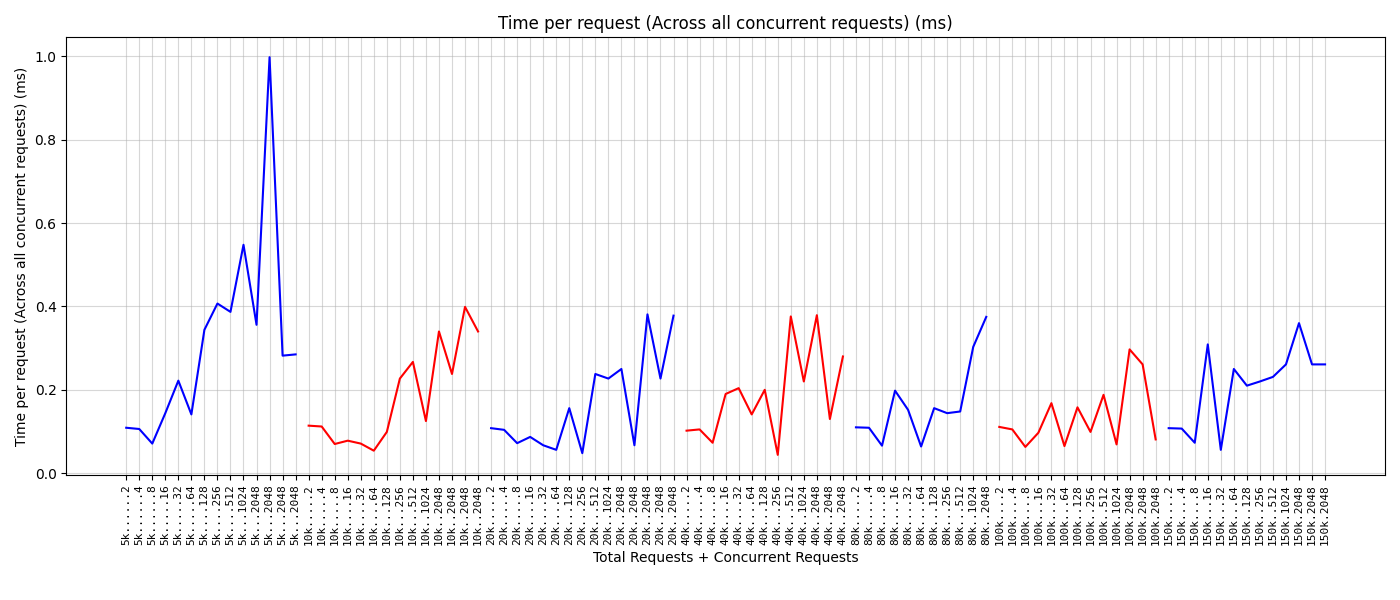 Time per request (Across all concurrent requests) (ms)
Time per reques (Across all concurrent requests) (ms)
1.0
0.8
0.6
0.4
0.2
0.0
5k......2
5k......4
5k......8
5k.....16
5k.....32
5k.....64
5k....128
5k....256
5k....512
5k...1024
5k...2048
5k...2048
5k...2048
5k...2048
10k.....2
10k.....4
10k.....8
10k....16
10k....32
10k....64
10k...128
10k...256
10k...512
10k..1024
10k..2048
10k..2048
10k..2048
10k..2048
20k.....2
20k.....4
20k.....8
20k....16
20k....32
20k....64
20k...128
20k...256
20k...512
20k..1024
20k..2048
20k..2048
20k..2048
20k..2048
20k..2048
40k.....2
40k.....4
40k.....8
40k....16
40k....32
40k....64
40k...128
40k...256
40k...512
40k..1024
40k..2048
40k..2048
40k..2048
80k.....2
80k.....4
80k.....8
80k....16
80k....32
80k....64
80k...128
80k...256
80k...512
80k..1024
80k..2048
100k....2
100k....4
100k....8
100k...16
100k...32
100k...64
100k..128
100k..256
100k..512
100k.1024
100k.2048
100k.2048
100k.2048
150k....2
150k....4
150k....8
150k...16
150k...32
150k...64
150k..128
150k..256
150k..512
150k.1024
150k.2048
150k.2048
150k.2048
Total Requests + Concurrent Requests